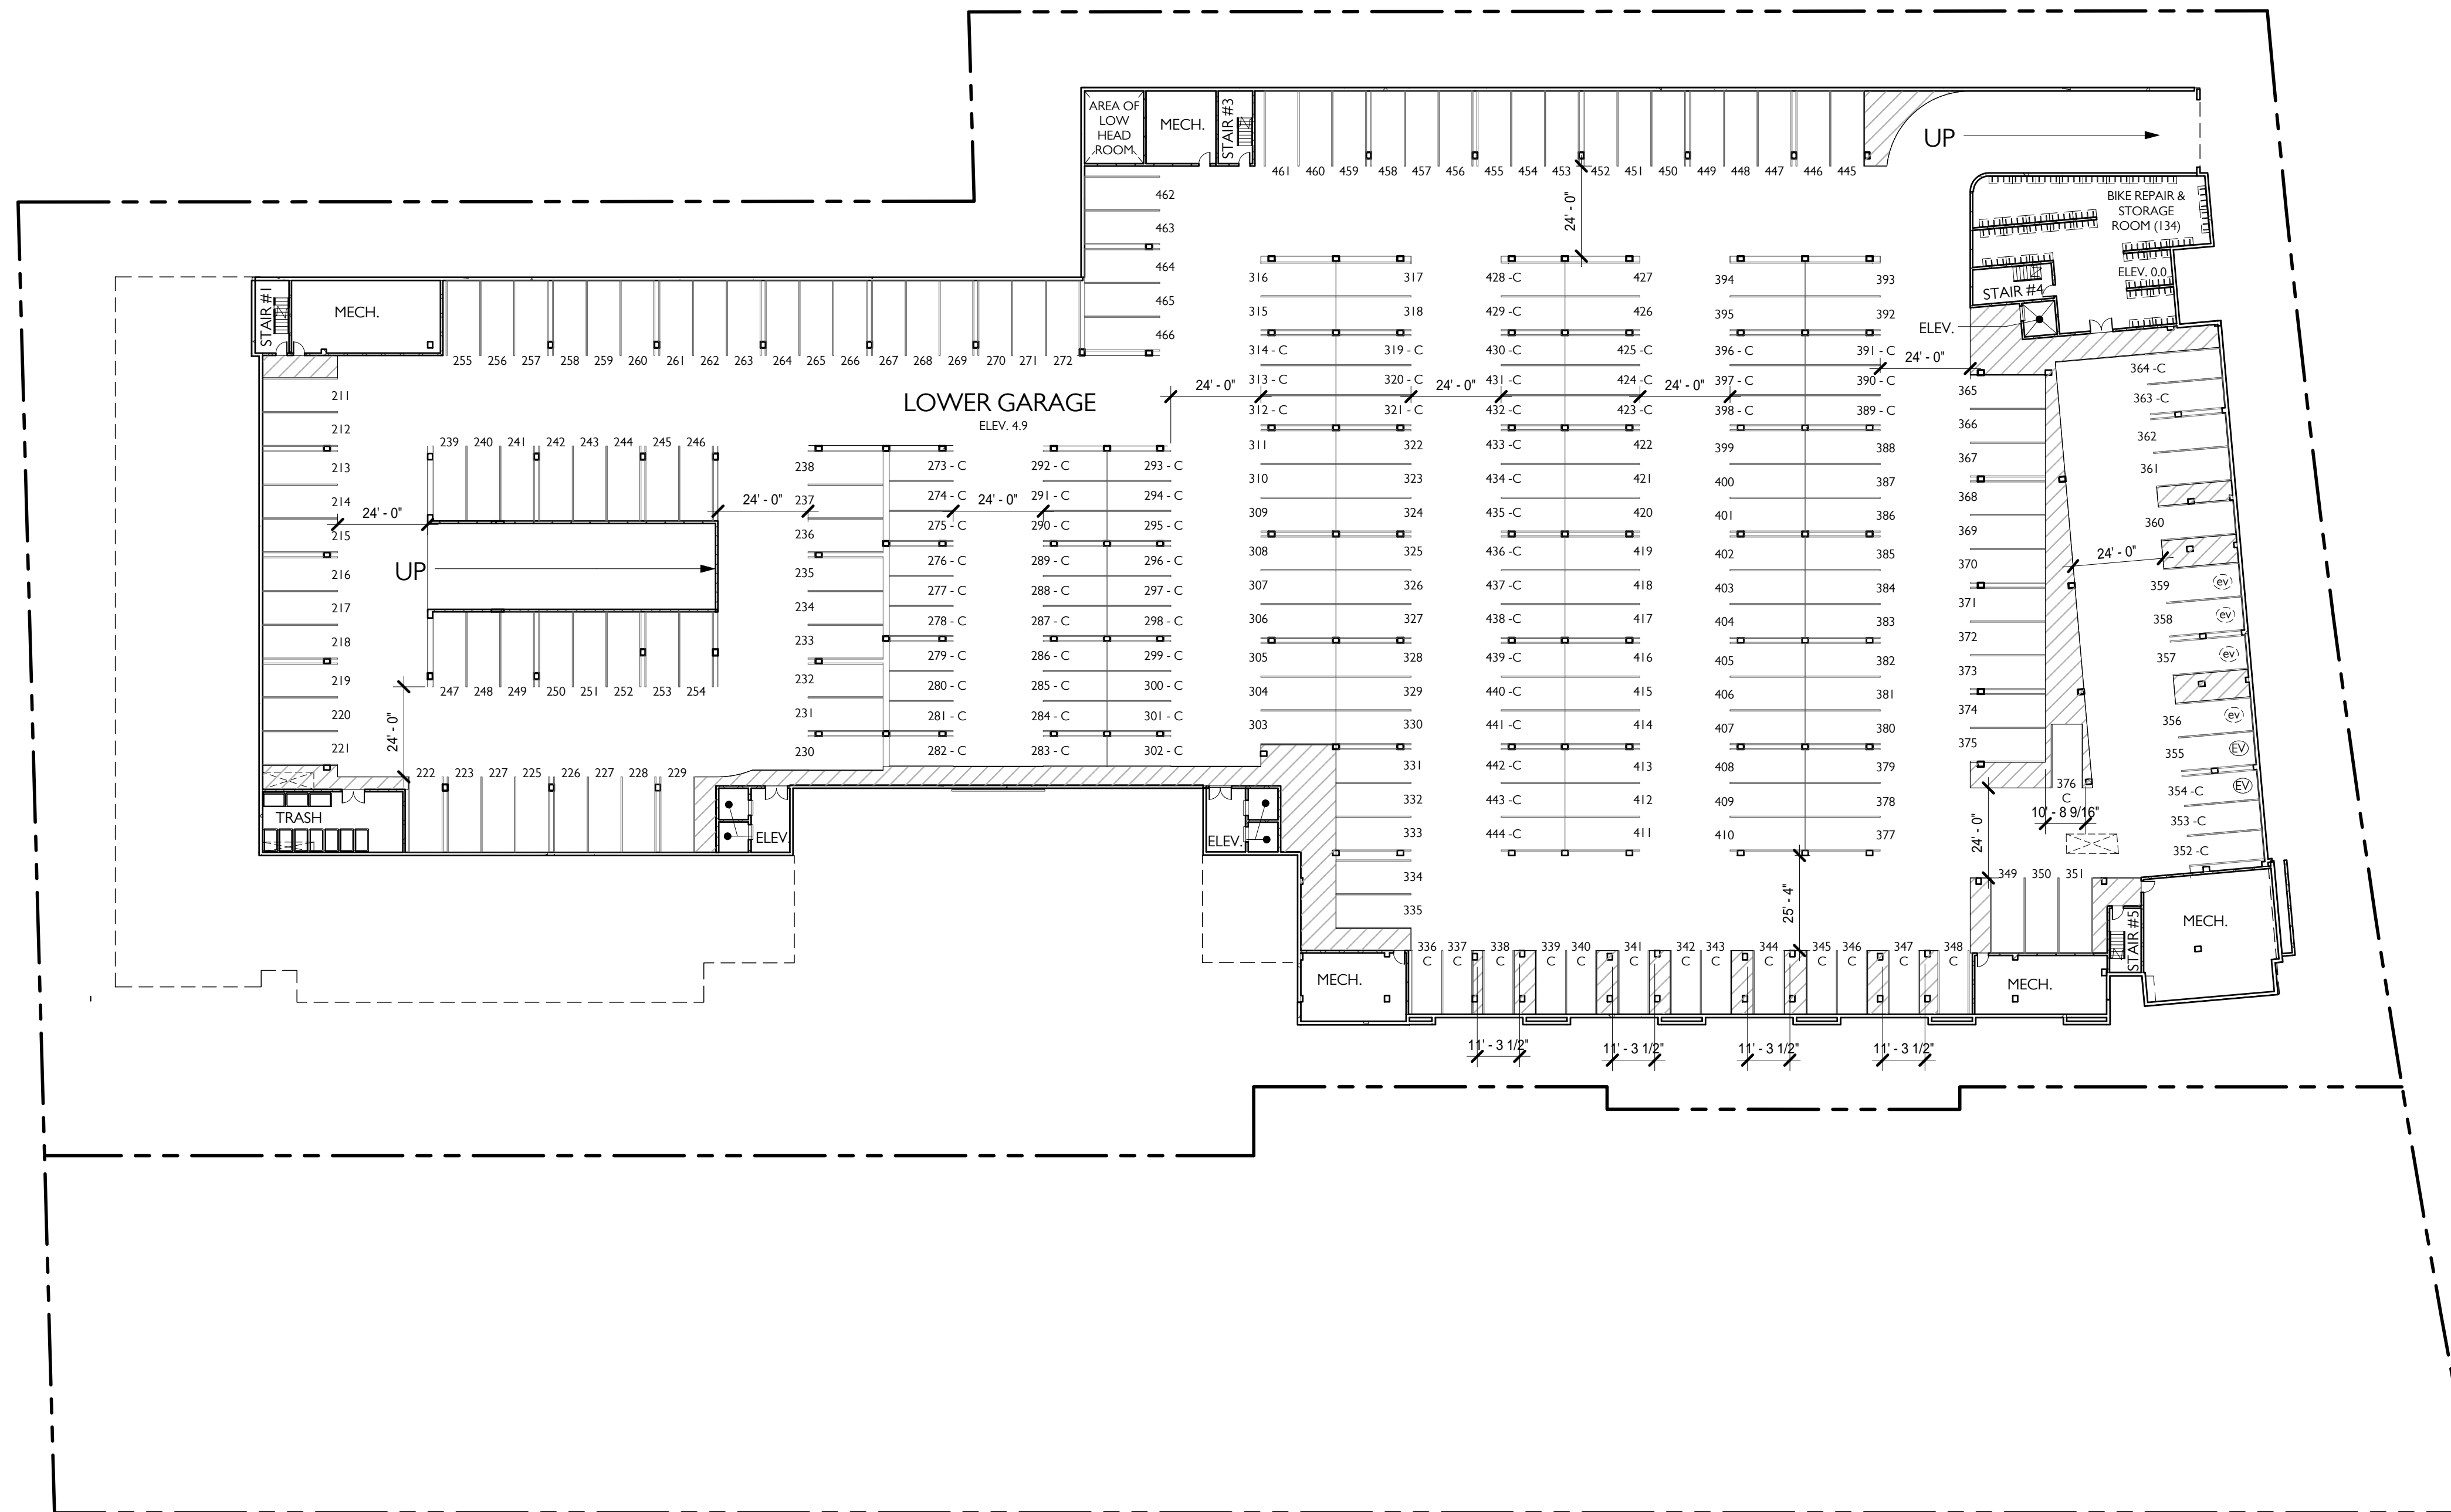 AREA OF
LOW
HEAD
ROOM
MECH.
STAIR #3
UP
461 460 459 458 457 456 455 454 453 452 451 450 449 448 447 446 445
462
463
464
465
466
24' - 0"
BIKE REPAIR &
STORAGE
ROOM (134)
ELEV. 0.0
STAIR #4
ELEV.
STAIR #1
MECH.
255 256 257 258 259 260 261 262 263 264 265 266 267 268 269 270 271 272
LOWER GARAGE
ELEV. 4.9
211
212
213
214
215
216
217
218
219
220
221
24' - 0"
239 240 241 242 243 244 245 246
UP
247 248 249 250 251 252 253 254
24' - 0"
24' - 0"
238
237
236
235
234
233
232
231
230
222 223 227 225 226 227 228 229
TRASH
ELEV.
273 - C
274 - C
275 - C
276 - C
277 - C
278 - C
279 - C
280 - C
281 - C
282 - C
24' - 0"
292 - C
291 - C
290 - C
289 - C
288 - C
287 - C
286 - C
285 - C
284 - C
283 - C
293 - C
294 - C
295 - C
296 - C
297 - C
298 - C
299 - C
300 - C
301 - C
302 - C
ELEV.
24' - 0"
316
315
314 - C
313 - C
312 - C
311
310
309
308
307
306
305
304
303
317
318
319 - C
320 - C
321 - C
322
323
324
325
326
327
328
329
330
331
332
333
334
335
24' - 0"
428 -C
429 -C
430 -C
431 -C
432 -C
433 -C
434 -C
435 -C
436 -C
437 -C
438 -C
439 -C
440 -C
441 -C
442 -C
443 -C
444 -C
427
426
425 -C
424 -C
423 -C
422
421
420
419
418
417
416
415
414
413
412
411
24' - 0"
394
395
396 - C
397 - C
398 - C
399
400
401
402
403
404
405
406
407
408
409
410
393
392
391 - C
390 - C
389 - C
388
387
386
385
384
383
382
381
380
379
378
377
24' - 0"
365
366
367
368
369
370
371
372
373
374
375
376
C
10' - 8 9/16"
24' - 0"
364 -C
363 -C
362
361
360
24' - 0"
359 ev
358 ev
357 ev
356 ev
355 EV
354 -C EV
353 -C
352 -C
24' - 0"
25' - 4"
349 350 351
STAIR #5
MECH.
MECH.
MECH.
336 337 338 339 340 341 342 343 344 345 346 347 348
C C C C C C C C C C C C C
11' - 3 1/2" 11' - 3 1/2" 11' - 3 1/2" 11' - 3 1/2"